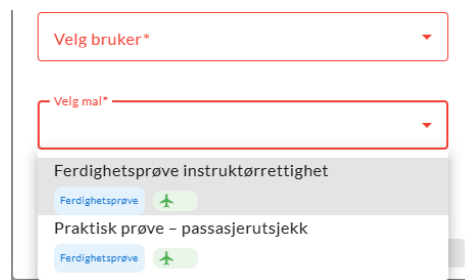 Velg bruker*
Velg mal*
Ferdighetsprøve instruktørrettighet
Ferdighetsprøve
Praktisk prøve – passasjerutsjekk
Ferdighetsprøve